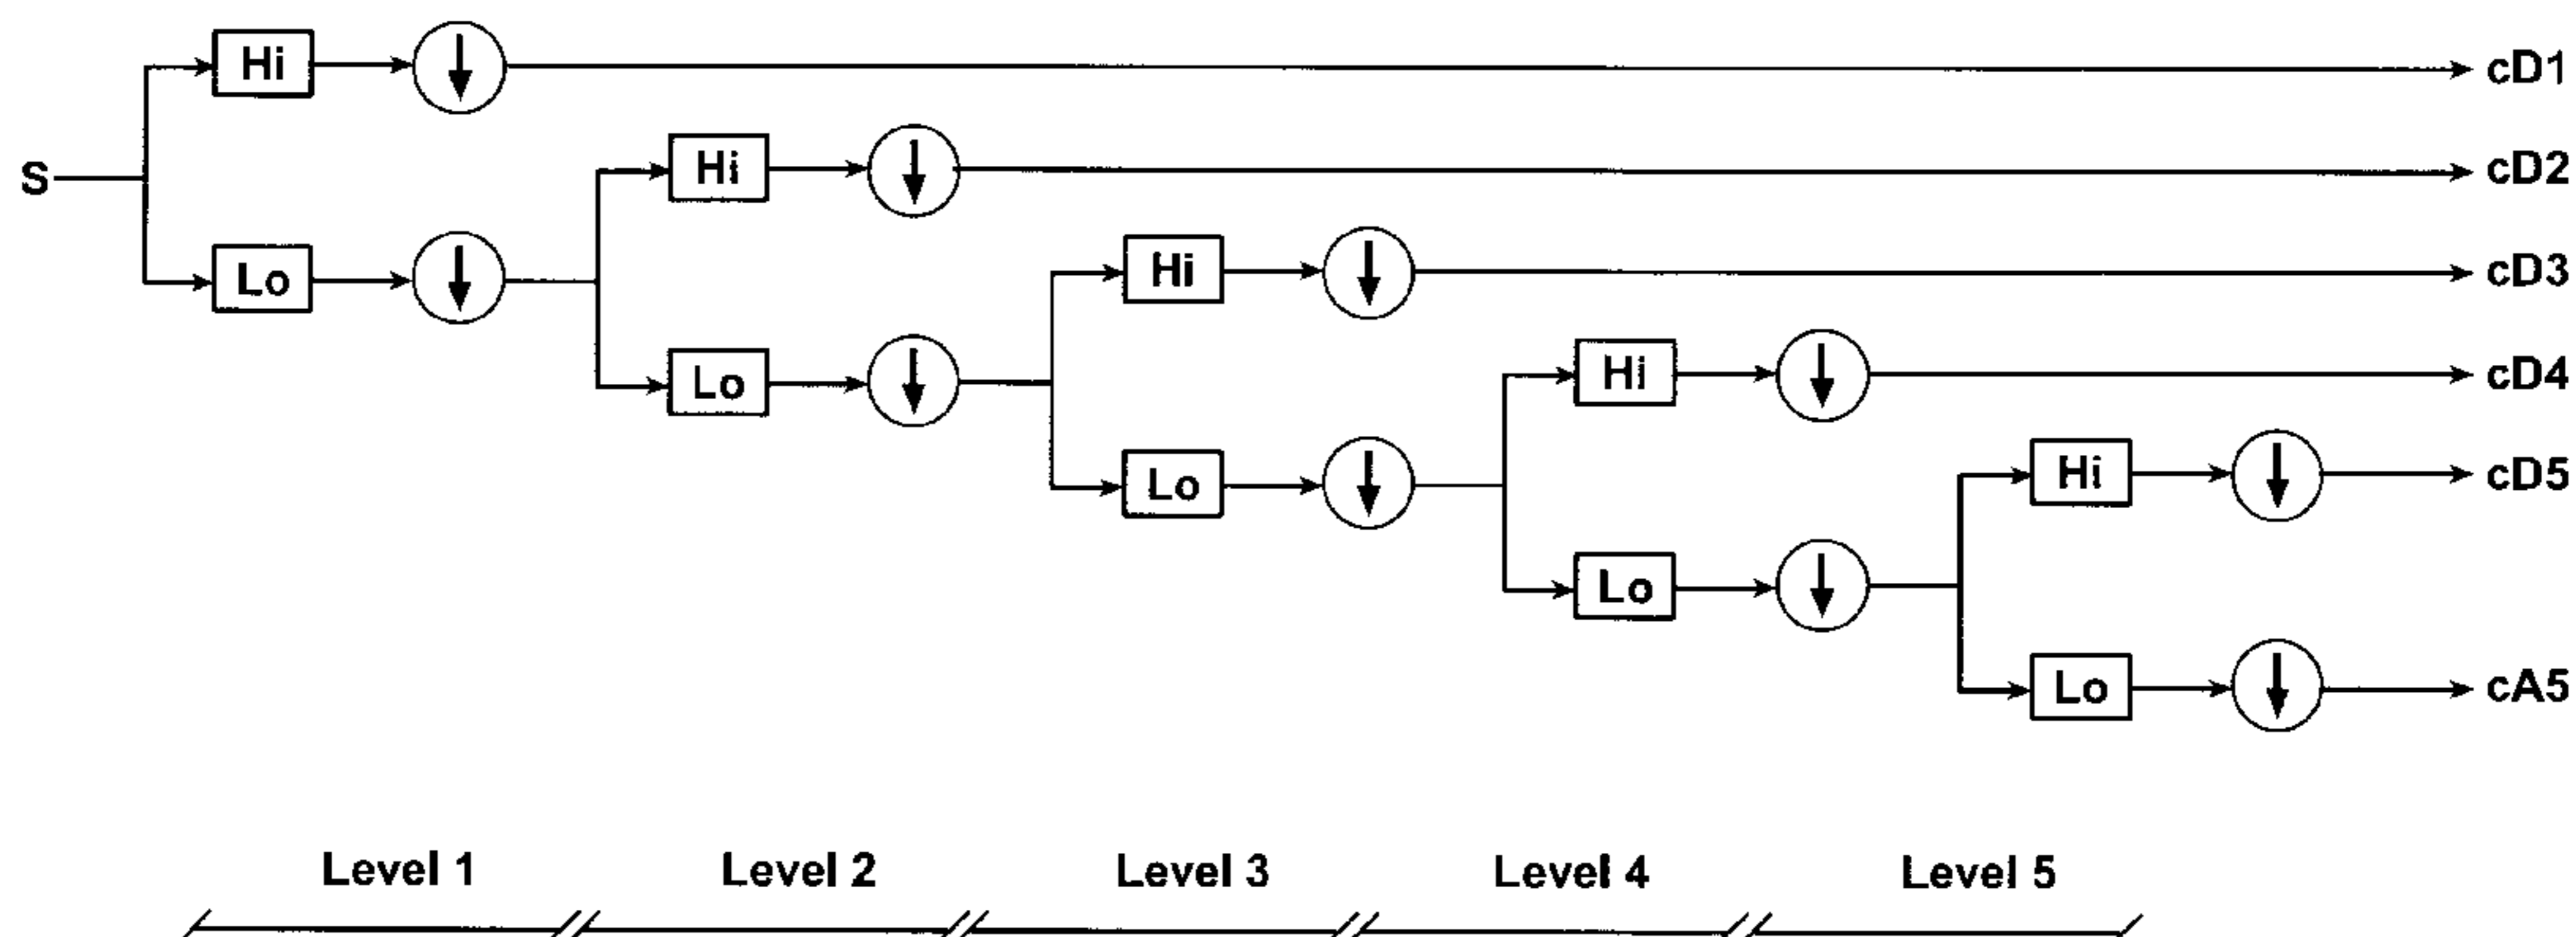 Hi
cD1
S
Hi
cD2
Lo
Hi
cD3
Lo
Hi
cD4
Lo
Hi
cD5
Lo
Lo
cA5
Level 1 Level 2 Level 3 Level 4 Level 5